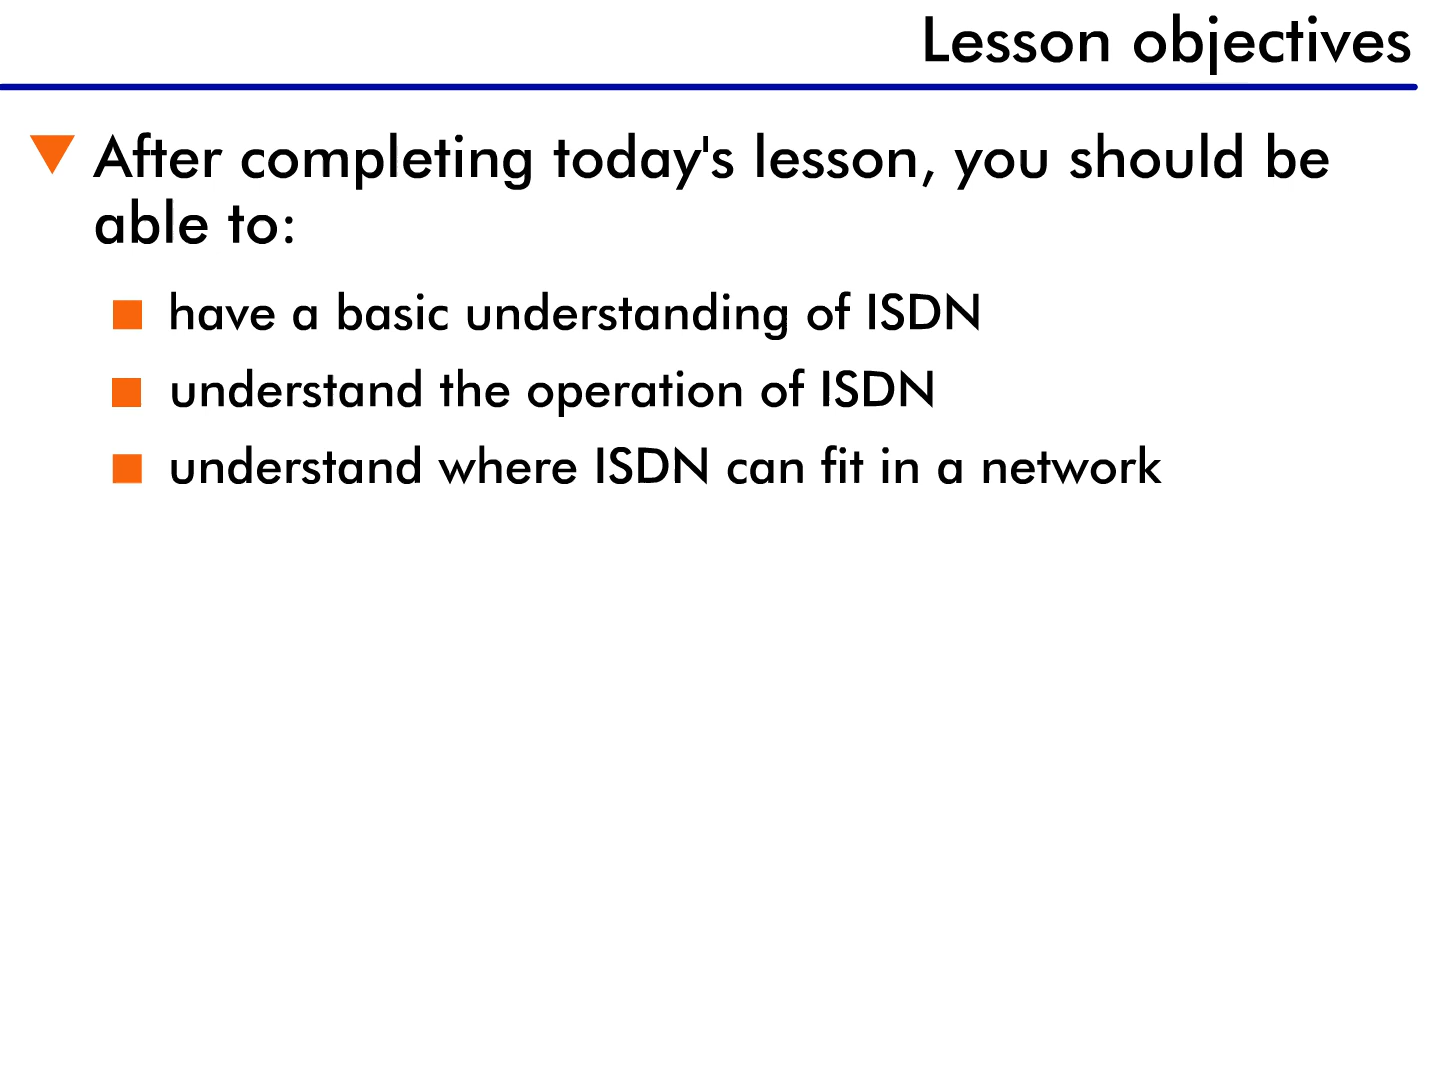 Lesson objectives
After completing today's lesson, you should be
able to:
have a basic understanding of ISDN
understand the operation of ISDN
understand where ISDN can fit in a network